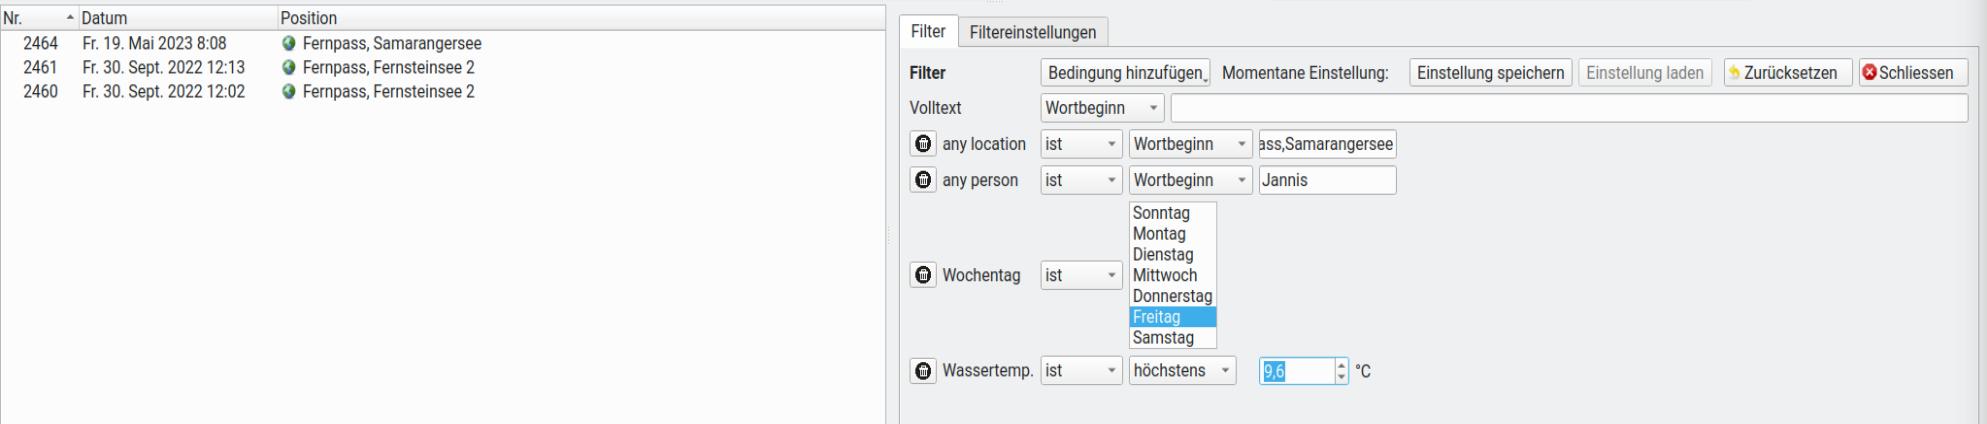 Nr. Datum Position
2464 Fr. 19. Mai 2023 8:08 Fernpass, Samarangersee
2461 Fr. 30. Sept. 2022 12:13 Fernpass, Fernsteinsee 2
2460 Fr. 30. Sept. 2022 12:02 Fernpass, Fernsteinsee 2
Filter Filtereinstellungen
Filter Bedingung hinzufügen Momentane Einstellung: Einstellung speichern Einstellung laden Zurücksetzen Schliessen
Volltext Wortbeginn
any location ist Wortbeginn ass,Samarangersee
any person ist Wortbeginn Jannis
Wochentag ist
Sonntag
Montag
Dienstag
Mittwoch
Donnerstag
Freitag
Samstag
Wassertemp. ist höchstens 9,6 °C